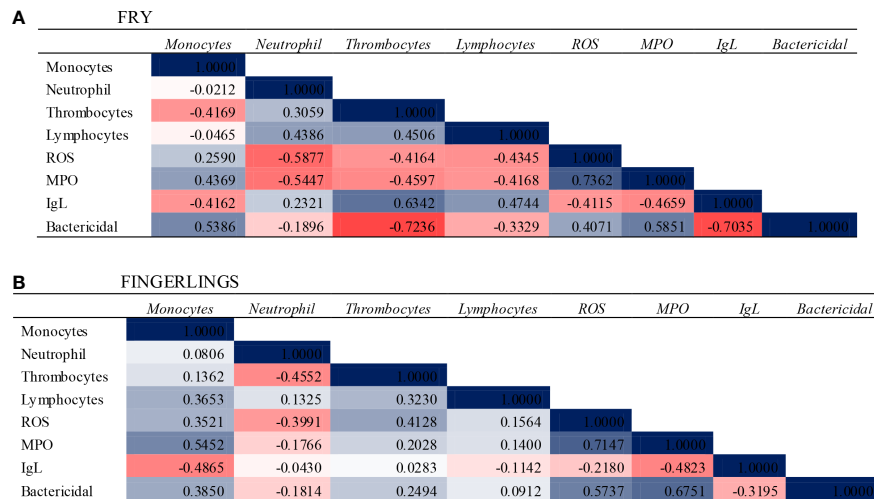 A FRY
Monocytes Neutrophil Thrombocytes Lymphocytes ROS MPO IgL Bactericidal
Monocytes 1.0000
Neutrophil -0.0212 1.0000
Thrombocytes -0.4169 0.3059 1.0000
Lymphocytes -0.0465 0.4386 0.4506 1.0000
ROS 0.2590 -0.5877 -0.4164 -0.4345 1.0000
MPO 0.4369 -0.5447 -0.4597 -0.4168 0.7362 1.0000
IgL -0.4162 0.2321 0.6342 0.4744 -0.4115 -0.4659 1.0000
Bactericidal 0.5386 -0.1896 -0.7236 -0.3329 0.4071 0.5851 -0.7035 1.0000
B FINGERLINGS
Monocytes Neutrophil Thrombocytes Lymphocytes ROS MPO IgL Bactericidal
Monocytes 1.0000
Neutrophil 0.0806 1.0000
Thrombocytes 0.1362 -0.4552 1.0000
Lymphocytes 0.3653 0.1325 0.3230 1.0000
ROS 0.3521 -0.3991 0.4128 0.1564 1.0000
MPO 0.5452 -0.1766 0.2028 0.1400 0.7147 1.0000
IgL -0.4865 -0.0430 0.0283 -0.1142 -0.2180 -0.4823 1.0000
Bactericidal 0.3850 -0.1814 0.2494 0.0912 0.5737 0.6751 -0.3195 1.0000